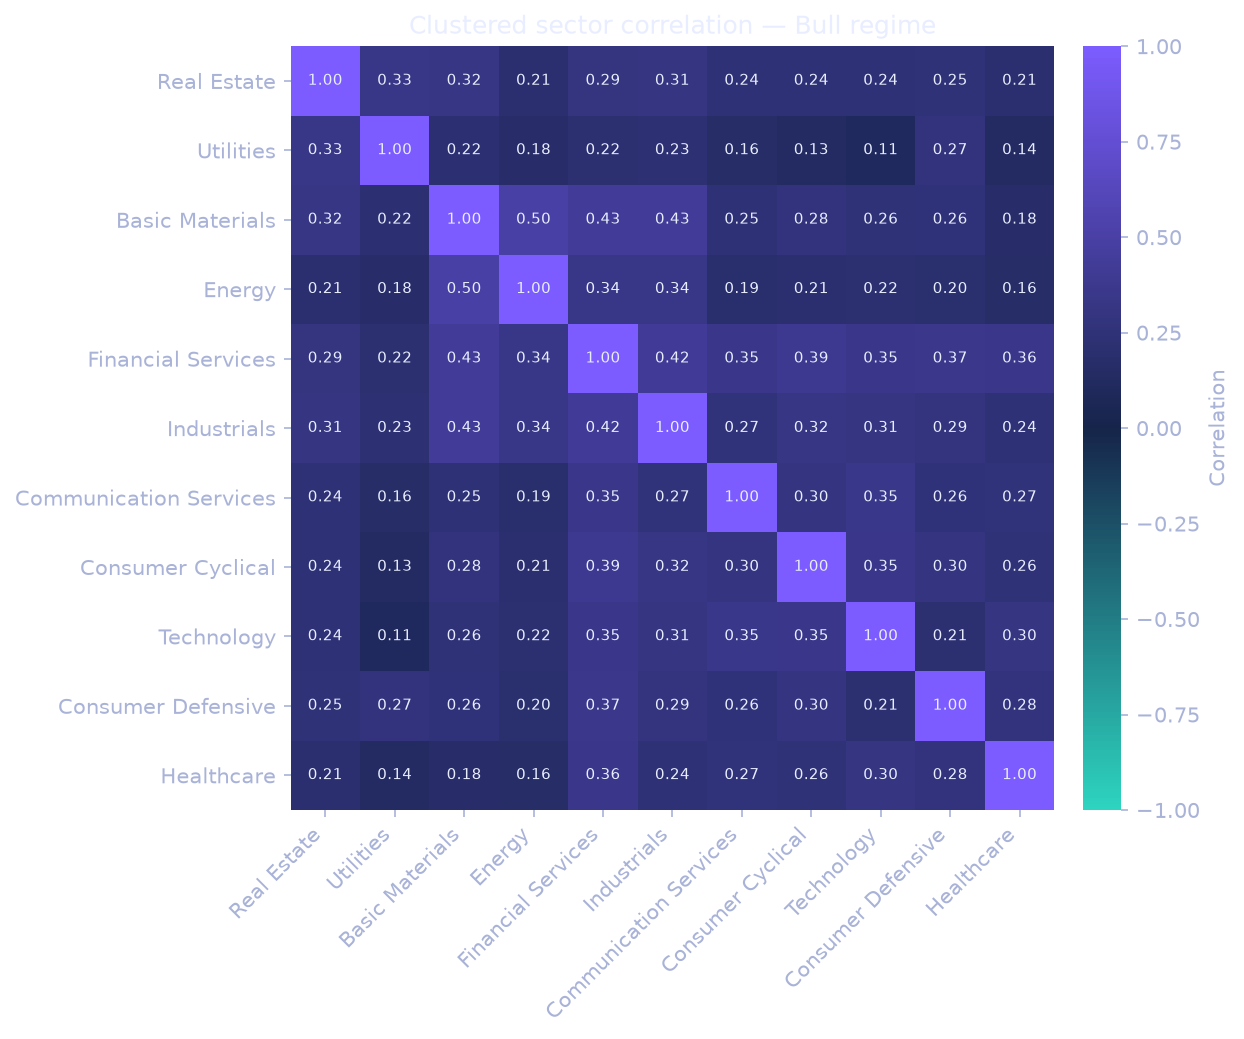 Clustered sector correlation — Bull regime
Real Estate 1.00 0.33 0.32 0.21 0.29 0.31 0.24 0.24 0.24 0.25 0.21
Utilities 0.33 1.00 0.22 0.18 0.22 0.23 0.16 0.13 0.11 0.27 0.14
Basic Materials 0.32 0.22 1.00 0.50 0.43 0.43 0.25 0.28 0.26 0.26 0.18
Energy 0.21 0.18 0.50 1.00 0.34 0.34 0.19 0.21 0.22 0.20 0.16
Financial Services 0.29 0.22 0.43 0.34 1.00 0.42 0.35 0.39 0.35 0.37 0.36
Industrials 0.31 0.23 0.43 0.34 0.42 1.00 0.27 0.32 0.31 0.29 0.24
Communication Services 0.24 0.16 0.25 0.19 0.35 0.27 1.00 0.30 0.35 0.26 0.27
Consumer Cyclical 0.24 0.13 0.28 0.21 0.39 0.32 0.30 1.00 0.35 0.30 0.26
Technology 0.24 0.11 0.26 0.22 0.35 0.31 0.35 0.35 1.00 0.21 0.30
Consumer Defensive 0.25 0.27 0.26 0.20 0.37 0.29 0.26 0.30 0.21 1.00 0.28
Healthcare 0.21 0.14 0.18 0.16 0.36 0.24 0.27 0.26 0.30 0.28 1.00
Real Estate
Utilities
Basic Materials
Energy
Financial Services
Industrials
Communication Services
Consumer Cyclical
Technology
Consumer Defensive
Healthcare
1.00
0.75
0.50
0.25
0.00
−0.25
−0.50
−0.75
−1.00
Correlation